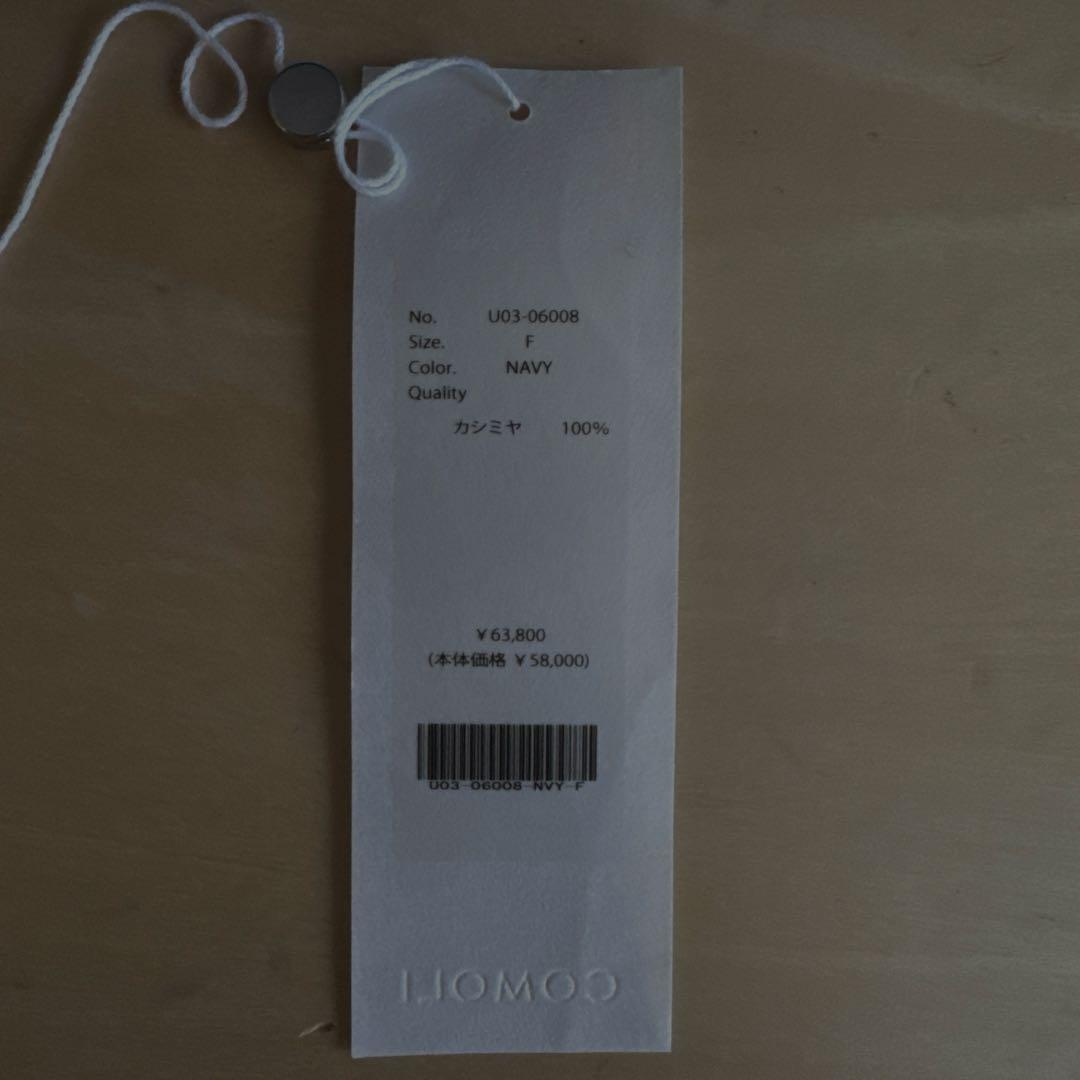 No. U03-06008
Size. F
Color. NAVY
Quality
カシミヤ 100%
¥63,800
(本体価格 ¥58,000)
U03-06008-NVY-F
COMOLI